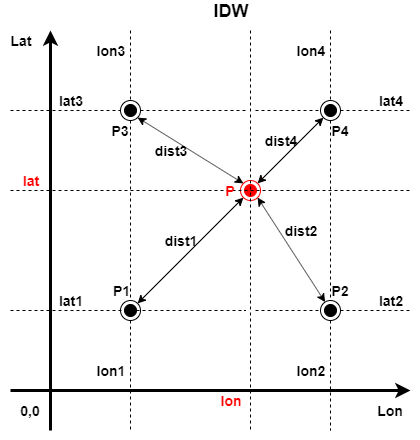 IDW
Lat
lon3
lon4
lat3
lat4
P3
P4
dist3
dist4
lat
P
dist1
dist2
P1
P2
lat1
lat2
lon1
lon2
lon
0,0
Lon